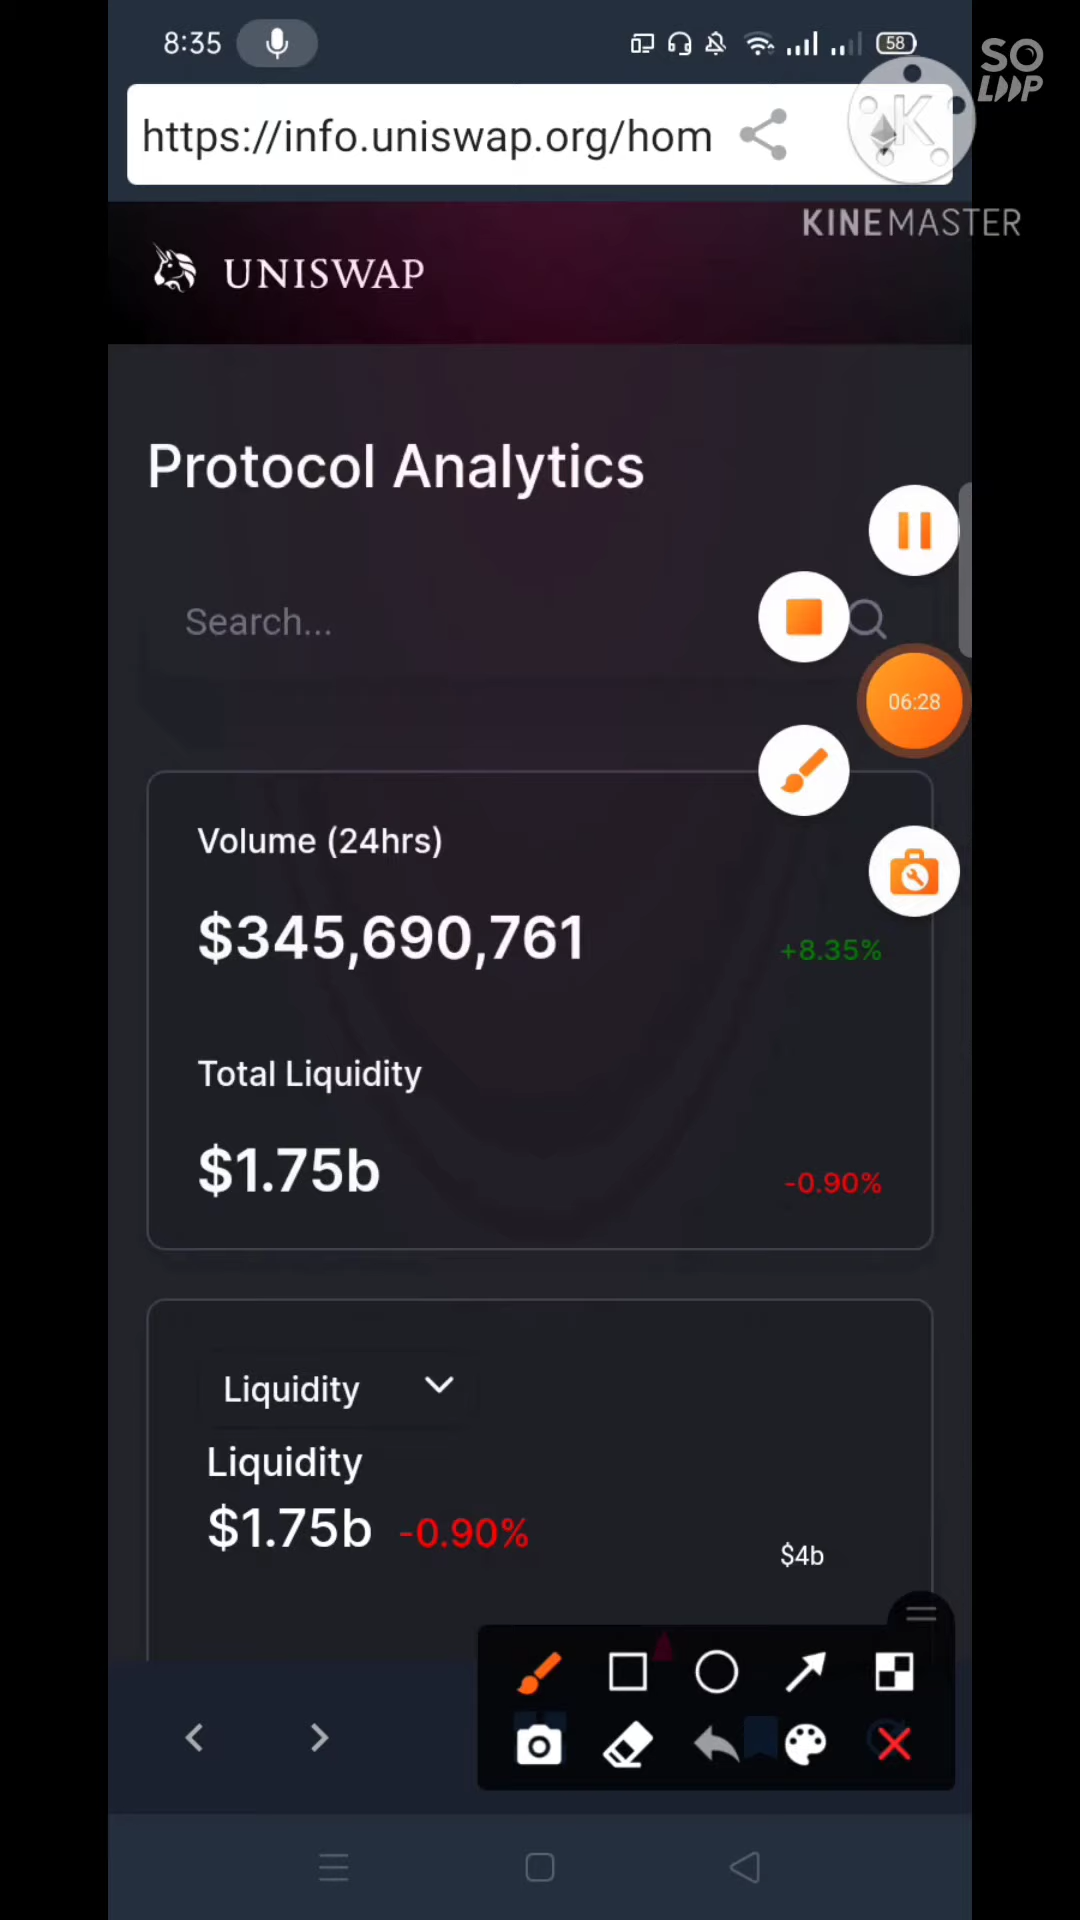 8:35
58
SO
LOOP
https://info.uniswap.org/hom
K
KINEMASTER
UNISWAP
Protocol Analytics
Search...
06:28
Volume (24hrs)
$345,690,761
+8.35%
Total Liquidity
$1.75b
-0.90%
Liquidity
Liquidity
$1.75b -0.90%
$4b